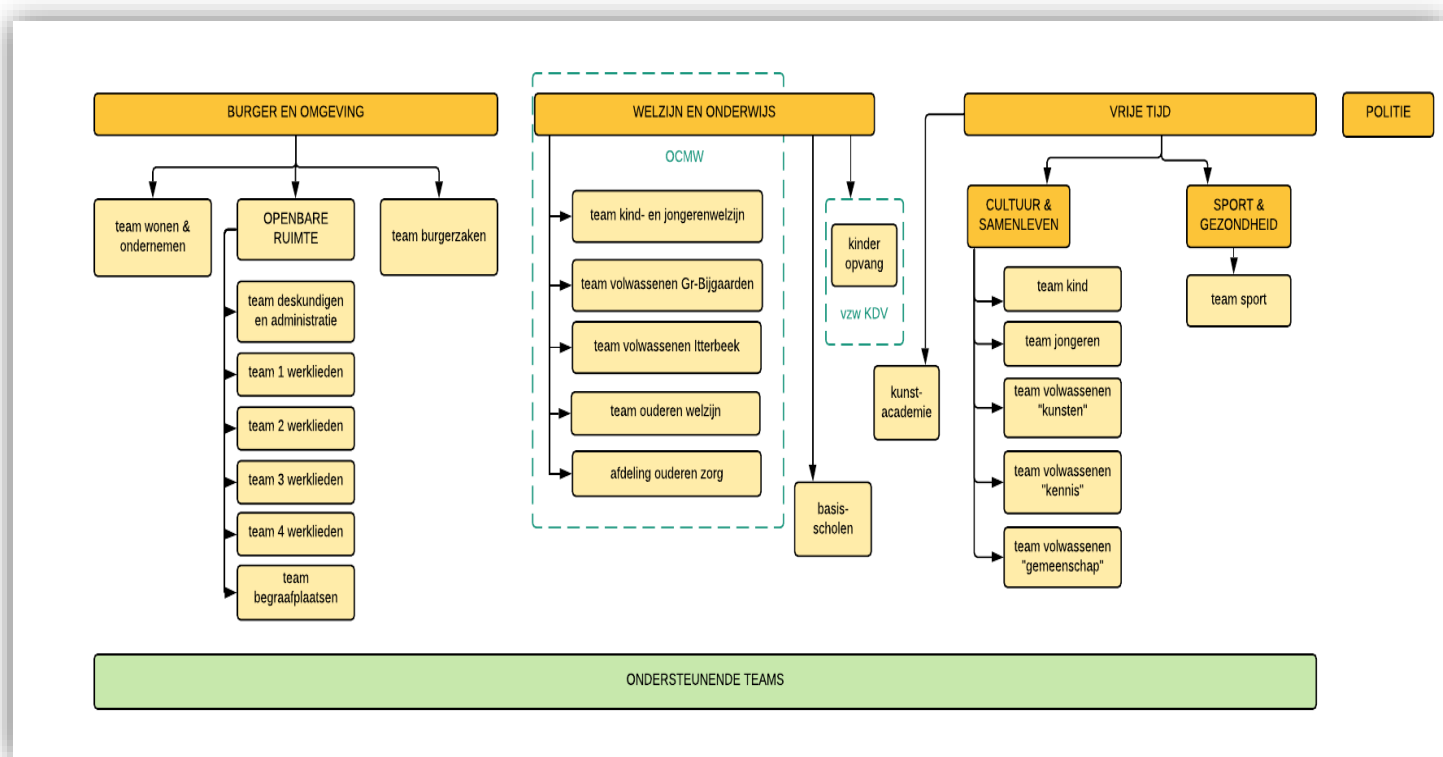 BURGER EN OMGEVING
team wonen &
ondernemen
OPENBARE
RUIMTE
team burgerzaken
team deskundigen
en administratie
team 1 werklieden
team 2 werklieden
team 3 werklieden
team 4 werklieden
team
begraafplaatsen
WELZIJN EN ONDERWIJS
OCMW
team kind- en jongerenwelzijn
team volwassenen Gr-Bijgaarden
team volwassenen Itterbeek
team ouderen welzijn
afdeling ouderen zorg
kinder
opvang
vzw KDV
basis-
scholen
VRIJE TIJD
kunst-
academie
CULTUUR &
SAMENLEVEN
team kind
team jongeren
team volwassenen
"kunsten"
team volwassenen
"kennis"
team volwassenen
"gemeenschap"
SPORT &
GEZONDHEID
team sport
POLITIE
ONDERSTEUNENDE TEAMS